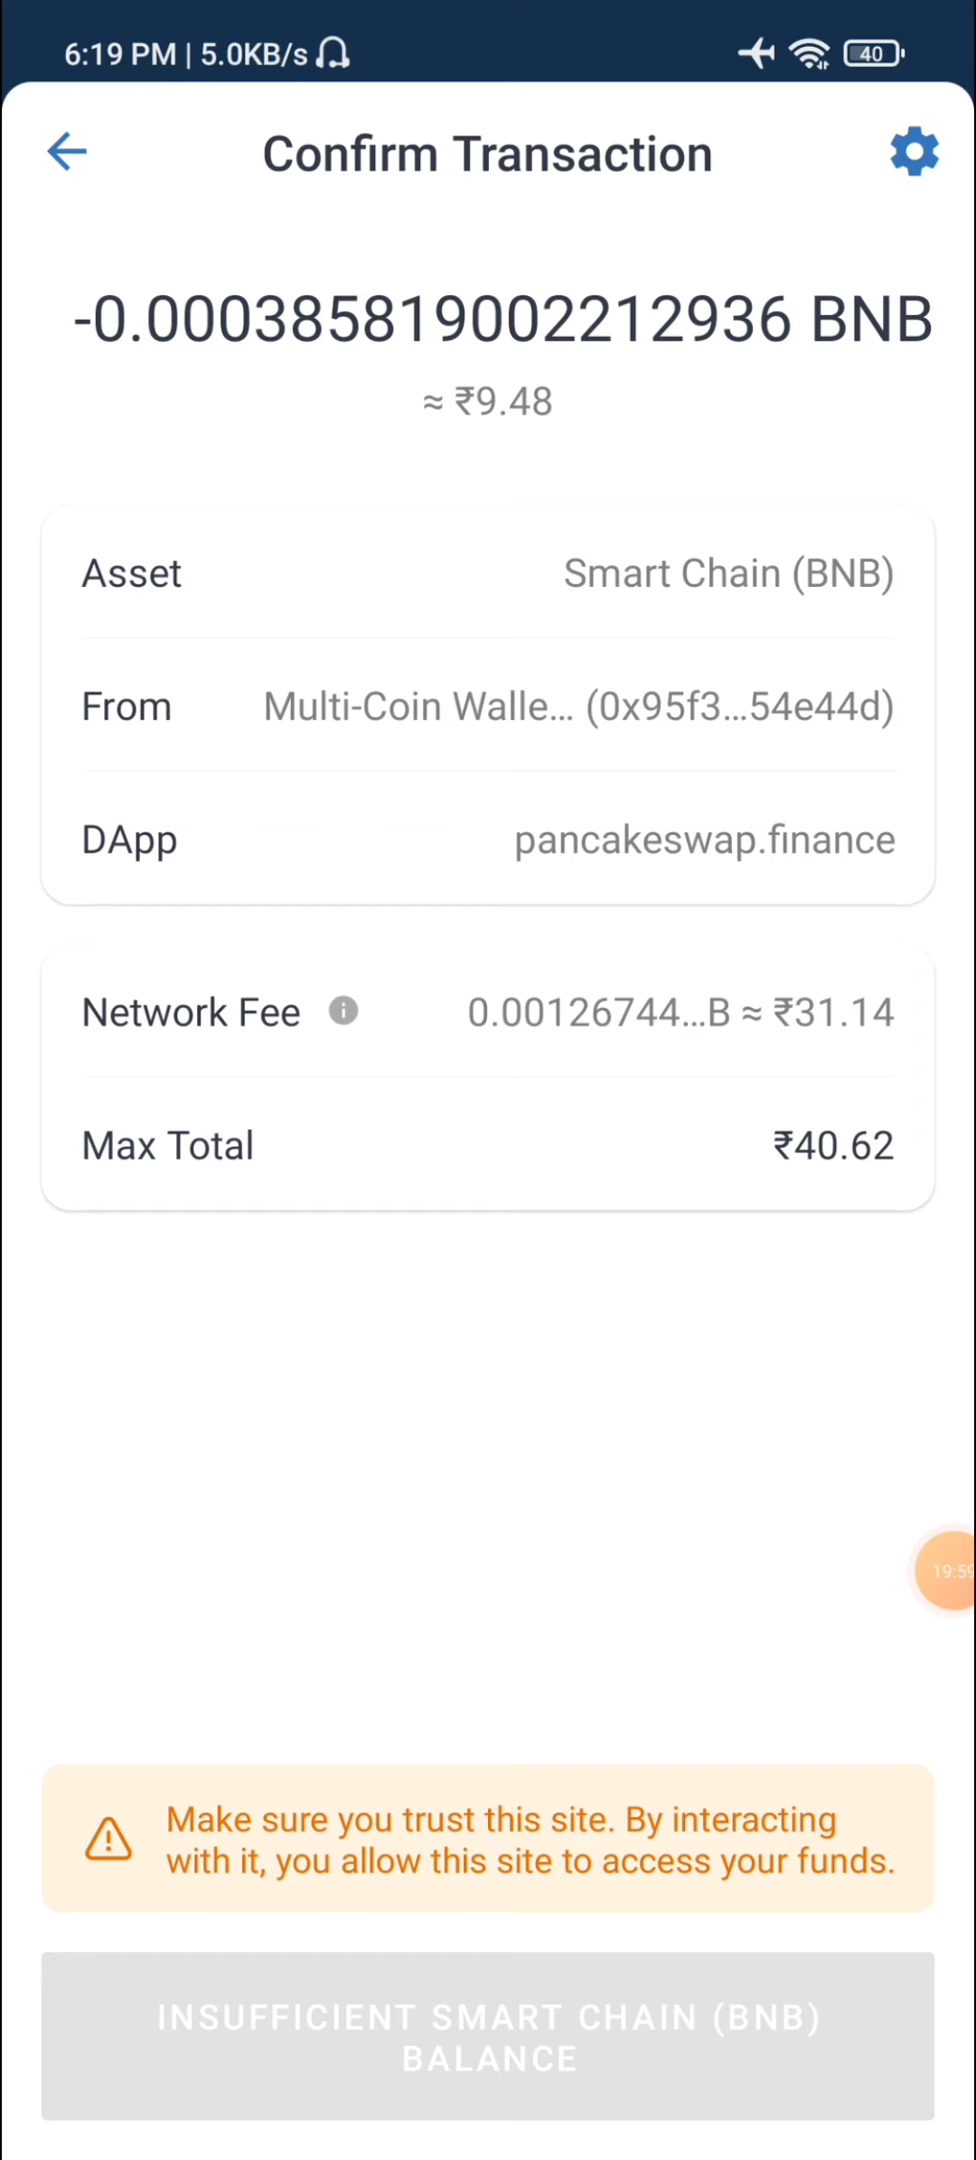 6:19 PM | 5.0KB/s
40
Confirm Transaction
-0.000385819002212936 BNB
≈ ₹9.48
Asset Smart Chain (BNB)
From Multi-Coin Walle... (0x95f3...54e44d)
DApp pancakeswap.finance
Network Fee 0.00126744...B ≈ ₹31.14
Max Total ₹40.62
19:59
Make sure you trust this site. By interacting
with it, you allow this site to access your funds.
INSUFFICIENT SMART CHAIN (BNB)
BALANCE